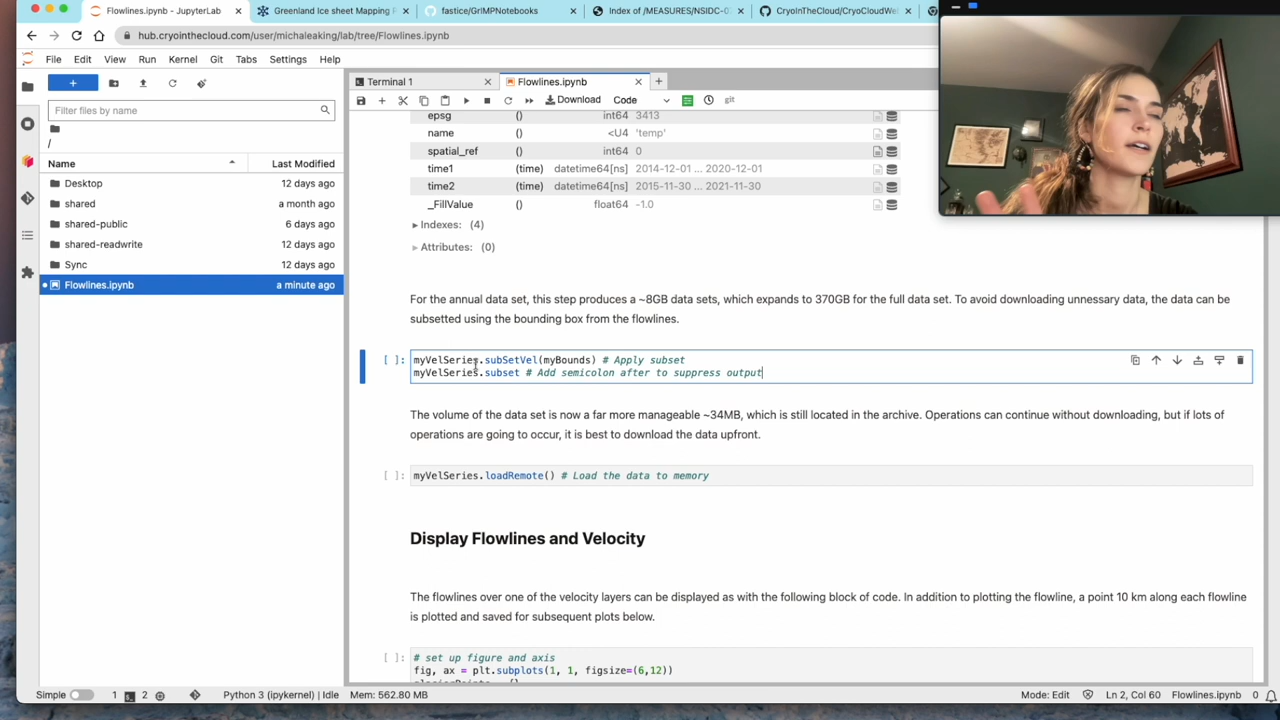 Flowlines.ipynb - JupyterLab
Greenland Ice sheet Mapping P
fastice/GrIMPNotebooks
Index of /MEASURES/NSIDC-0
CryoInTheCloud/CryoCloudWe
hub.cryointhecloud.com/user/michaleaking/lab/tree/Flowlines.ipynb
File Edit View Run Kernel Git Tabs Settings Help
Filter files by name
/
Name Last Modified
Desktop 12 days ago
shared a month ago
shared-public 6 days ago
shared-readwrite 12 days ago
Sync 12 days ago
Flowlines.ipynb a minute ago
Terminal 1
Flowlines.ipynb
Download Code git
epsg () int64 3413
name () <U4 'temp'
spatial_ref () int64 0
time1 (time) datetime64[ns] 2014-12-01 ... 2020-12-01
time2 (time) datetime64[ns] 2015-11-30 ... 2021-11-30
_FillValue () float64 -1.0
Indexes: (4)
Attributes: (0)
For the annual data set, this step produces a ~8GB data sets, which expands to 370GB for the full data set. To avoid downloading unnessary data, the data can be
subsetted using the bounding box from the flowlines.
[ ]: myVelSeries.subSetVel(myBounds) # Apply subset
myVelSeries.subset # Add semicolon after to suppress output
The volume of the data set is now a far more manageable ~34MB, which is still located in the archive. Operations can continue without downloading, but if lots of
operations are going to occur, it is best to download the data upfront.
[ ]: myVelSeries.loadRemote() # Load the data to memory
Display Flowlines and Velocity
The flowlines over one of the velocity layers can be displayed as with the following block of code. In addition to plotting the flowline, a point 10 km along each flowline
is plotted and saved for subsequent plots below.
[ ]: # set up figure and axis
fig, ax = plt.subplots(1, 1, figsize=(6,12))
Simple 1 2 Python 3 (ipykernel) | Idle Mem: 562.80 MB Mode: Edit Ln 2, Col 60 Flowlines.ipynb 0